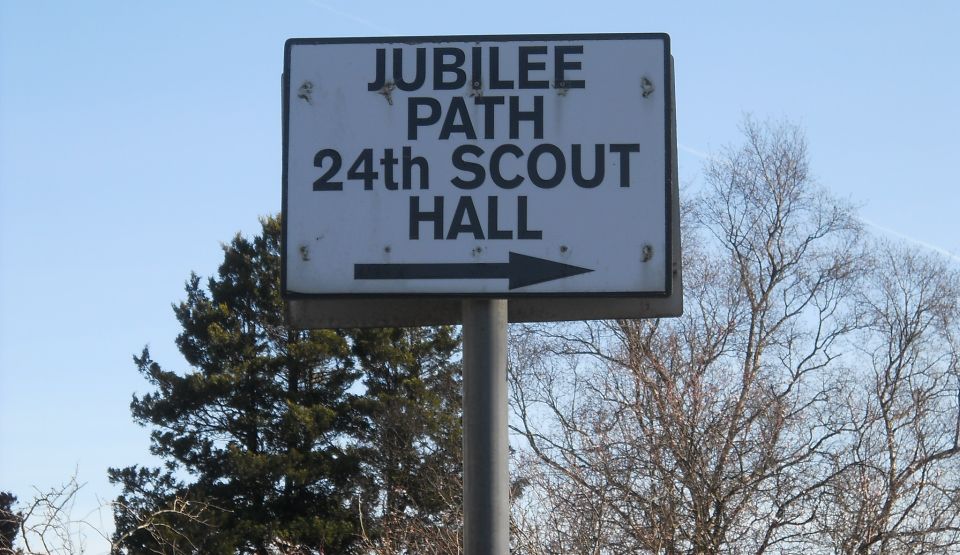 JUBILEE
PATH
24th SCOUT
HALL